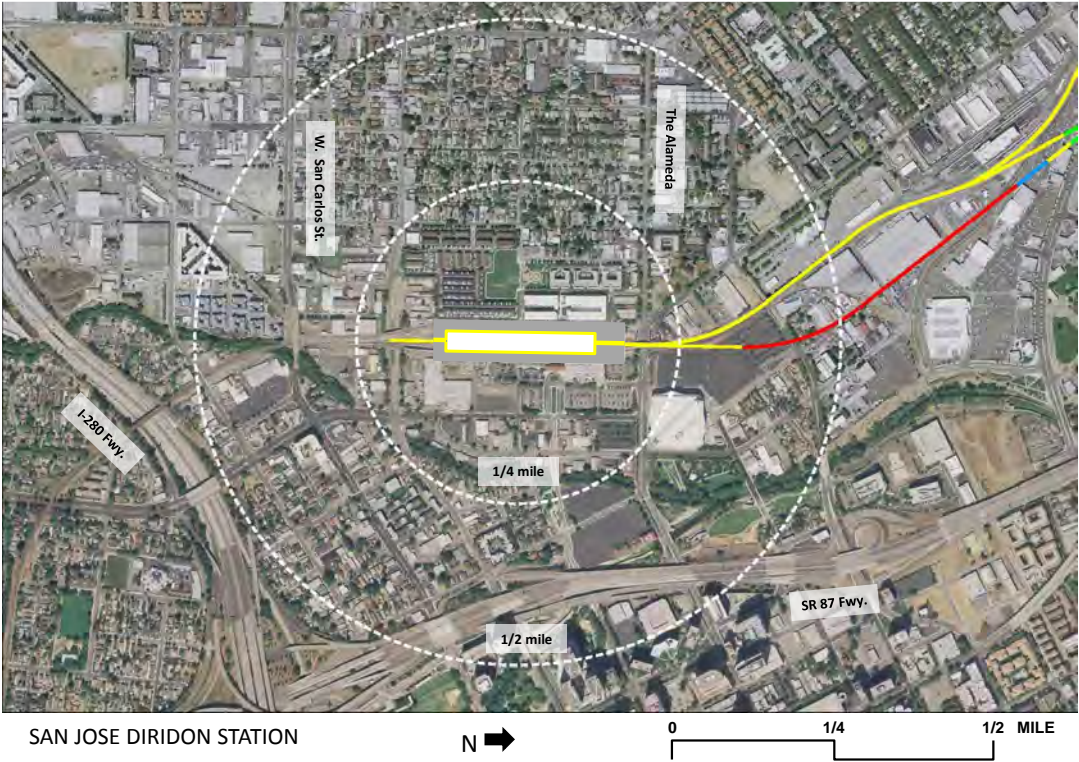 The Alameda
W. San Carlos St.
I-280 Fwy.
1/4 mile
SR 87 Fwy.
1/2 mile
SAN JOSE DIRIDON STATION
N
0 1/4 1/2 MILE